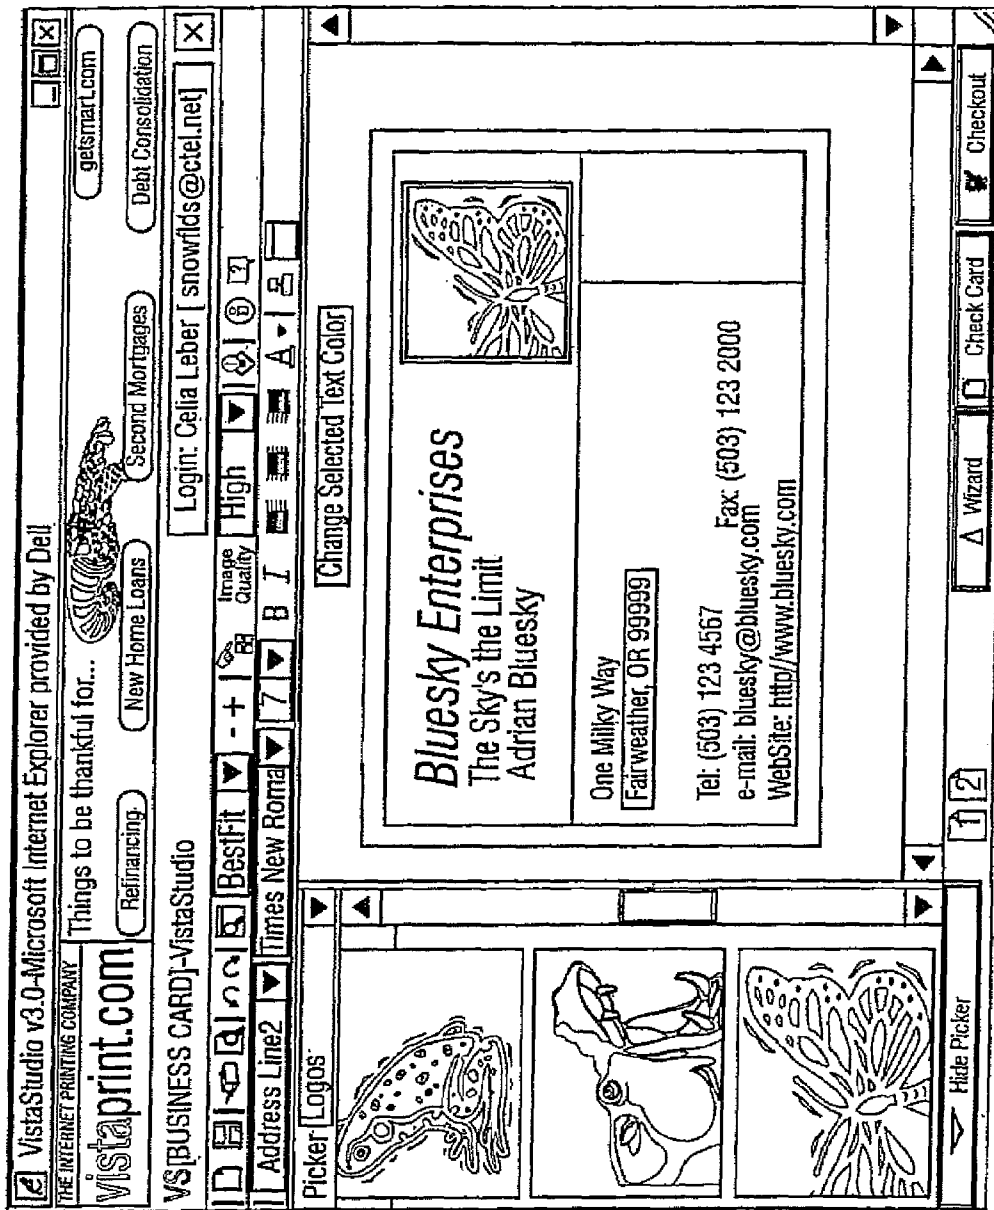 VistaStudio v3.0-Microsoft Internet Explorer provided by Dell
THE INTERNET PRINTING COMPANY
vistaprint.com
Things to be thankful for...
getsmart.com
Refinancing
New Home Loans
Second Mortgages
Debt Consolidation
VS[BUSINESS CARD]-VistaStudio
Login: Celia Leber [ snowflds@ctel.net]
BestFit
- +
Image
Quality
High
?
Address Line2
Times New Roma
7
B I
A
Picker
Logos
Change Selected Text Color
Bluesky Enterprises
The Sky's the Limit
Adrian Bluesky
One Milky Way
Fairweather, OR 99999
Tel: (503) 123 4567
Fax: (503) 123 2000
e-mail: bluesky@bluesky.com
WebSite: http//www.bluesky.com
Hide Picker
1 2
Wizard
Check Card
Checkout